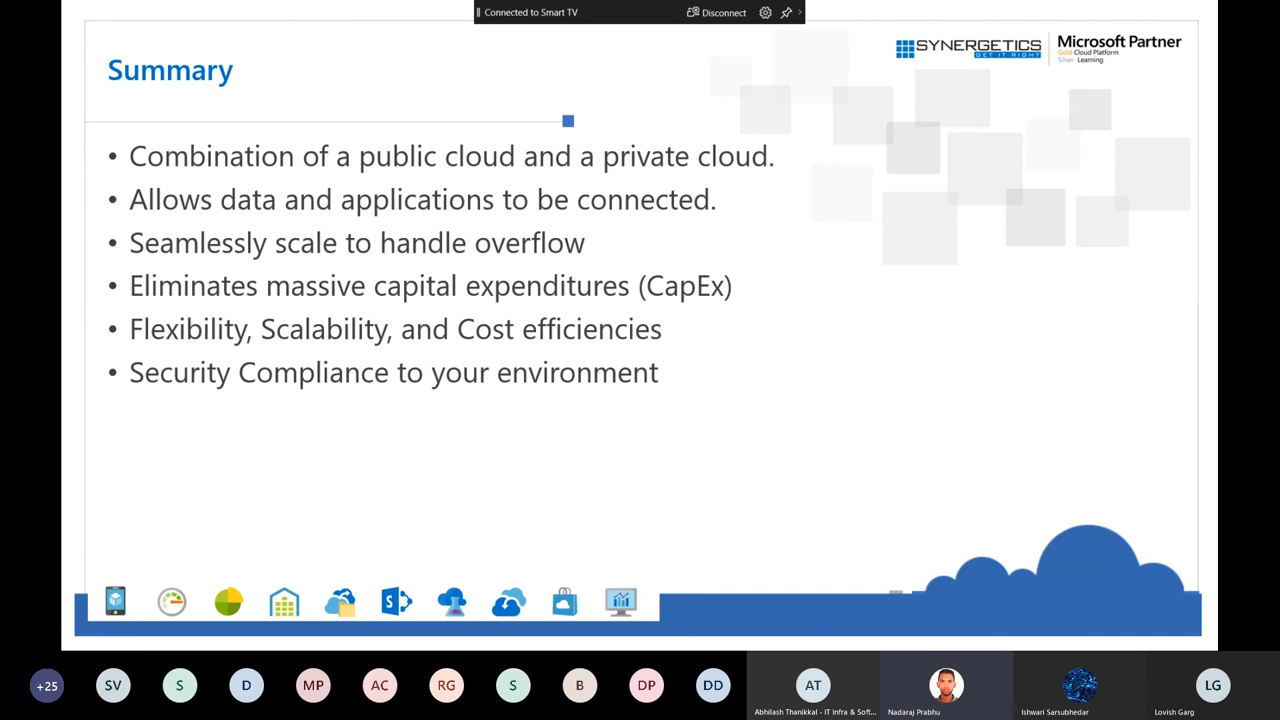 Connected to Smart TV
Disconnect
SYNERGETICS
GET IT RIGHT
Microsoft Partner
Gold Cloud Platform
Silver Learning
Summary
• Combination of a public cloud and a private cloud.
• Allows data and applications to be connected.
• Seamlessly scale to handle overflow
• Eliminates massive capital expenditures (CapEx)
• Flexibility, Scalability, and Cost efficiencies
• Security Compliance to your environment
S
+25
SV
S
D
MP
AC
RG
S
B
DP
DD
AT
LG
Abhilash Thanikkal - IT Infra & Soft...
Nadaraj Prabhu
Ishwari Sarsubhedar
Lovish Garg